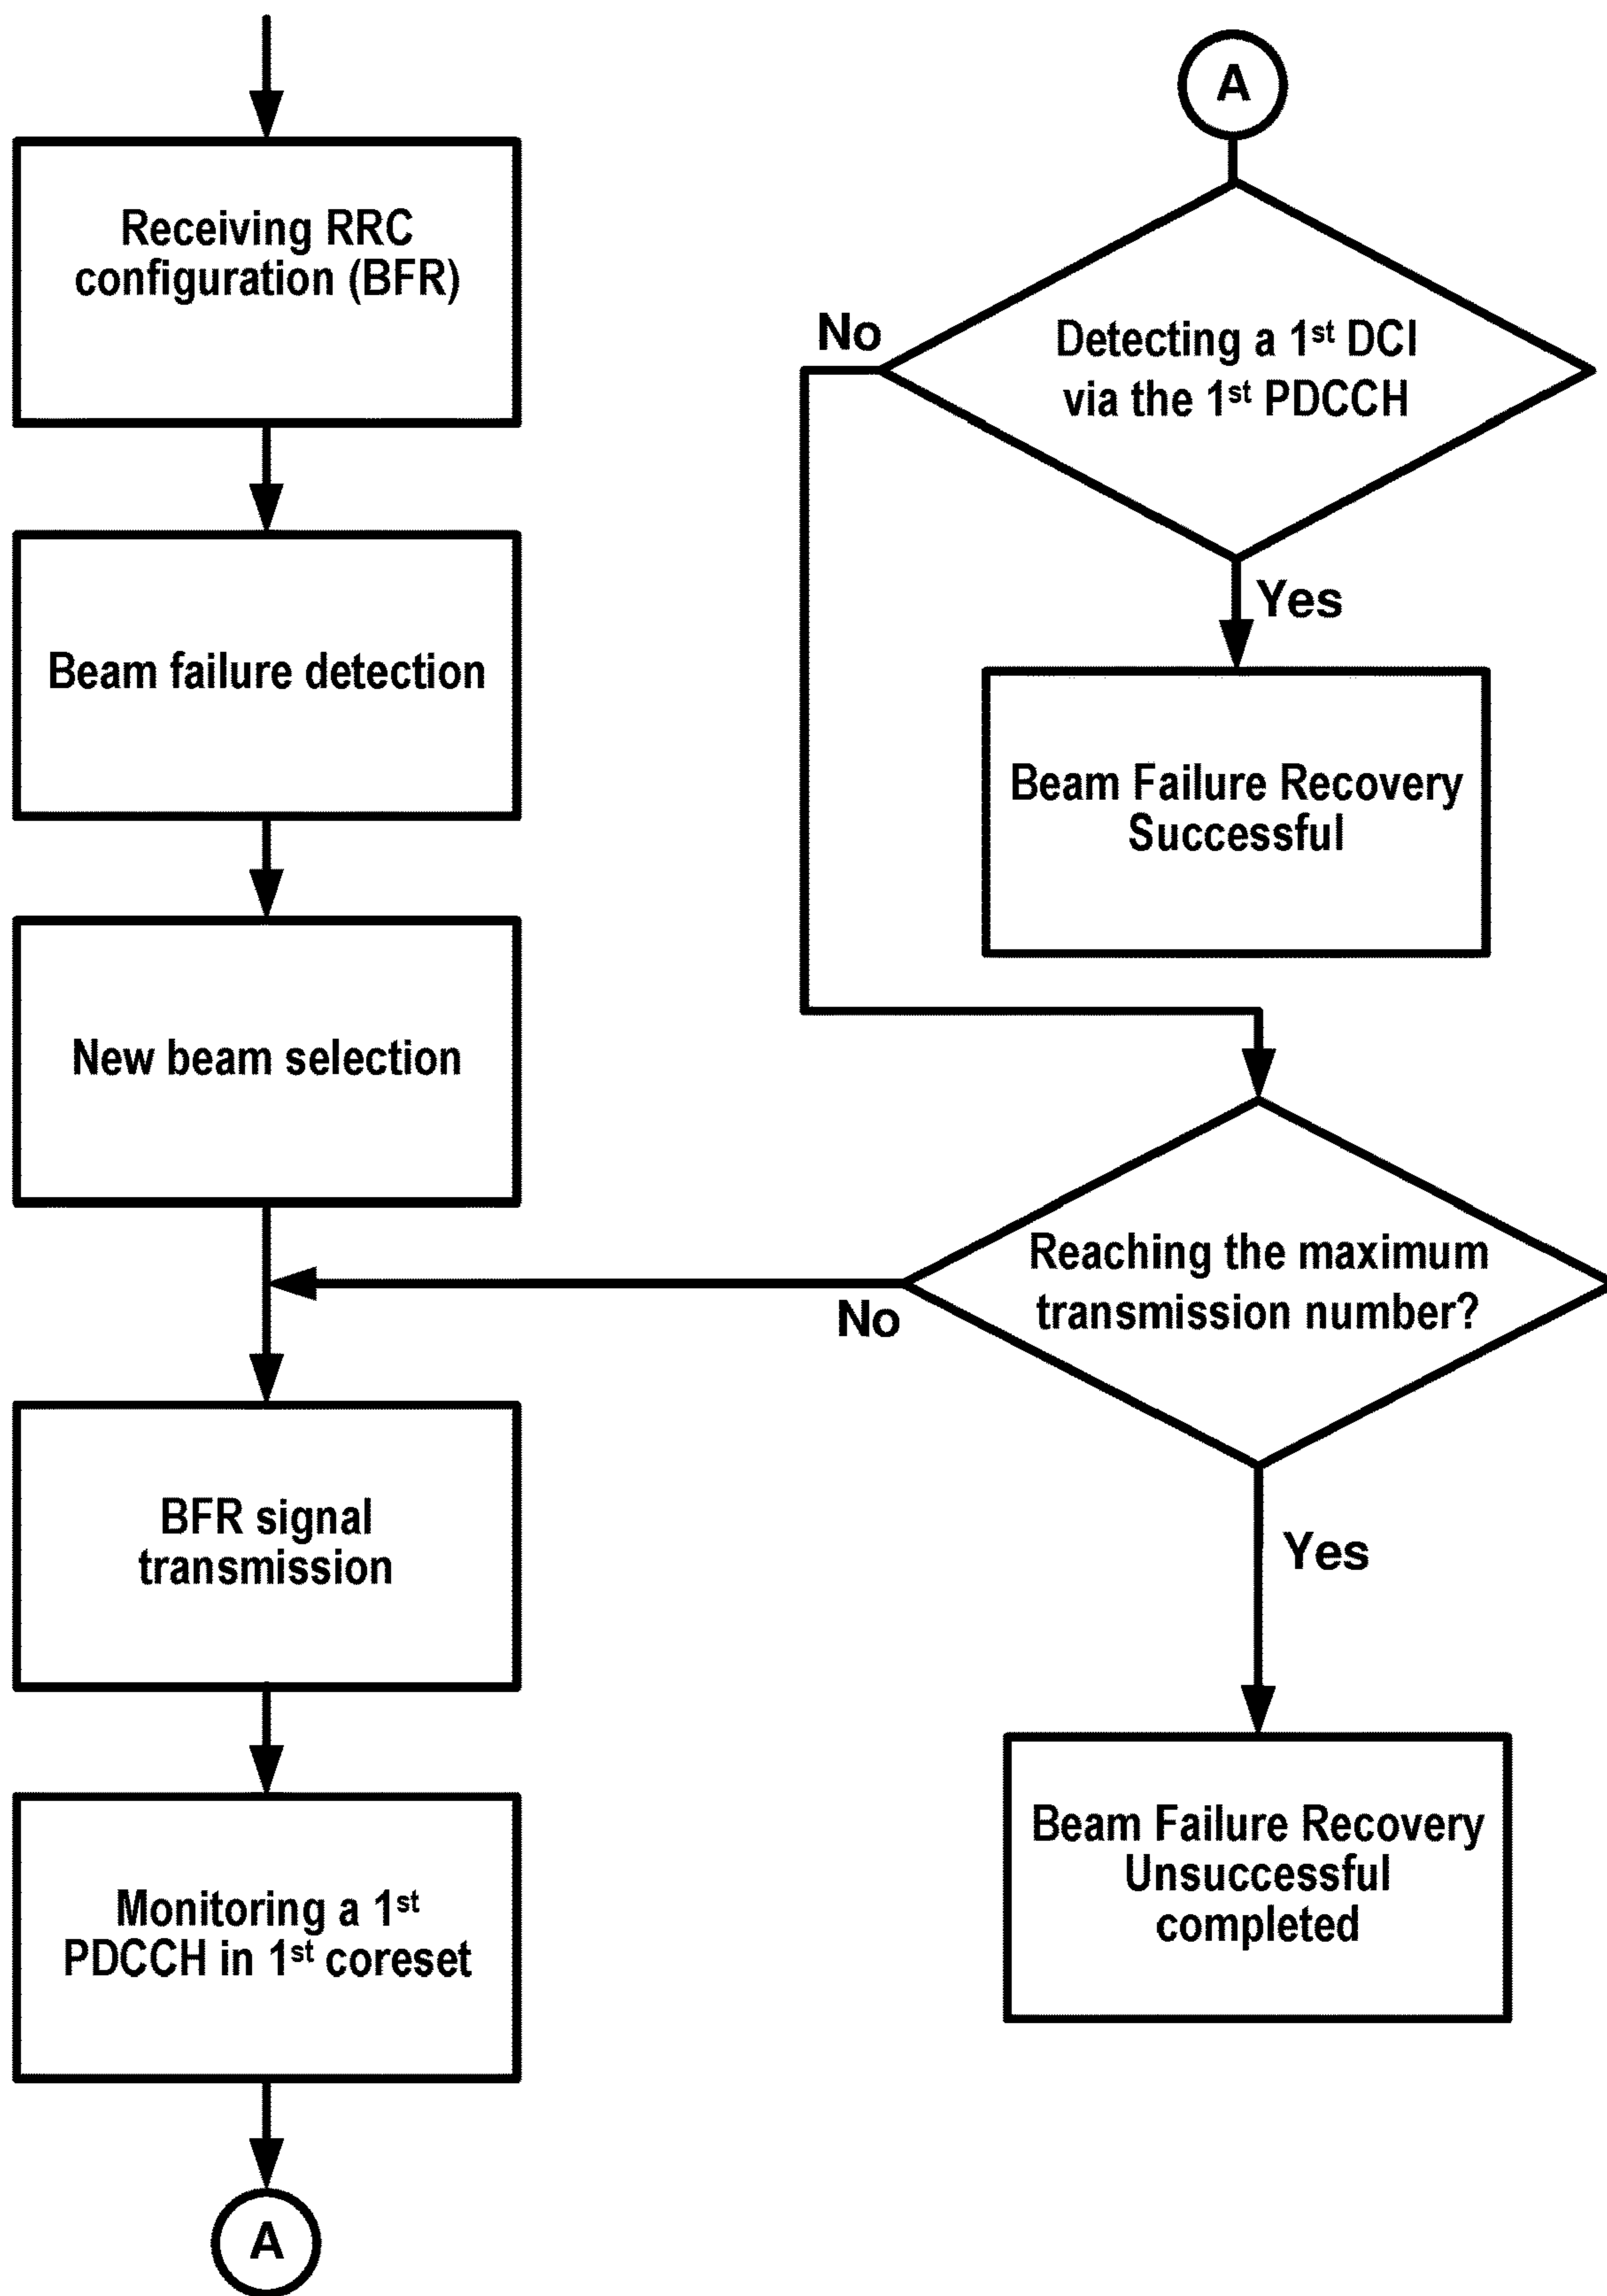 Receiving RRC
configuration (BFR)
Beam failure detection
New beam selection
BFR signal
transmission
Monitoring a 1st
PDCCH in 1st coreset
A
A
Detecting a 1st DCI
via the 1st PDCCH
No
Yes
Beam Failure Recovery
Successful
Reaching the maximum
transmission number?
No
Yes
Beam Failure Recovery
Unsuccessful
completed